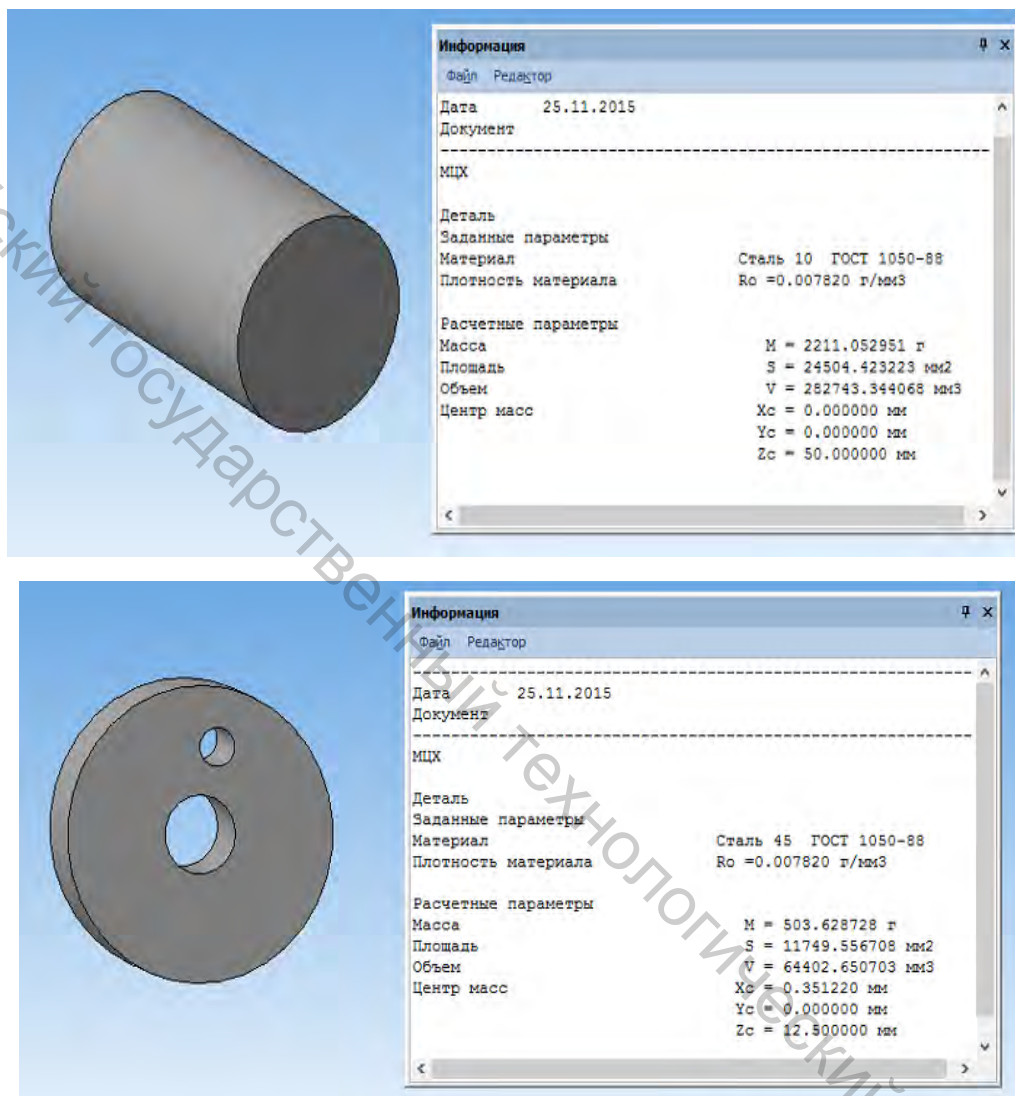 Информация
Файл Редактор
Дата 25.11.2015
Документ
МЦХ
Деталь
Заданные параметры
Материал Сталь 10 ГОСТ 1050-88
Плотность материала Ro =0.007820 г/мм3
Расчетные параметры
Масса M = 2211.052951 г
Площадь S = 24504.423223 мм2
Объем V = 282743.344068 мм3
Центр масс Xc = 0.000000 мм
Yc = 0.000000 мм
Zc = 50.000000 мм
Информация
Файл Редактор
Дата 25.11.2015
Документ
МЦХ
Деталь
Заданные параметры
Материал Сталь 45 ГОСТ 1050-88
Плотность материала Ro =0.007820 г/мм3
Расчетные параметры
Масса M = 503.628728 г
Площадь S = 11749.556708 мм2
Объем V = 64402.650703 мм3
Центр масс Xc = 0.351220 мм
Yc = 0.000000 мм
Zc = 12.500000 мм
государственный технологический